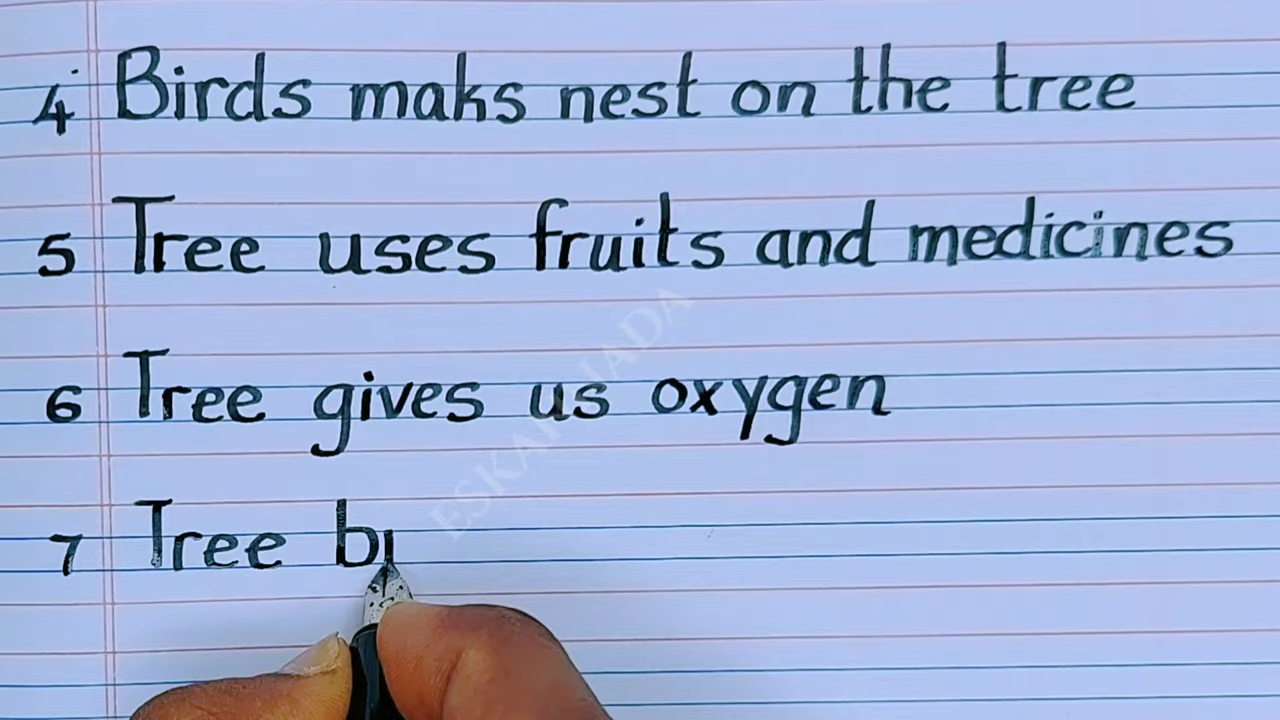 4. Birds maks nest on the tree
5 Tree uses fruits and medicines
6 Tree gives us oxygen
7 Tree b